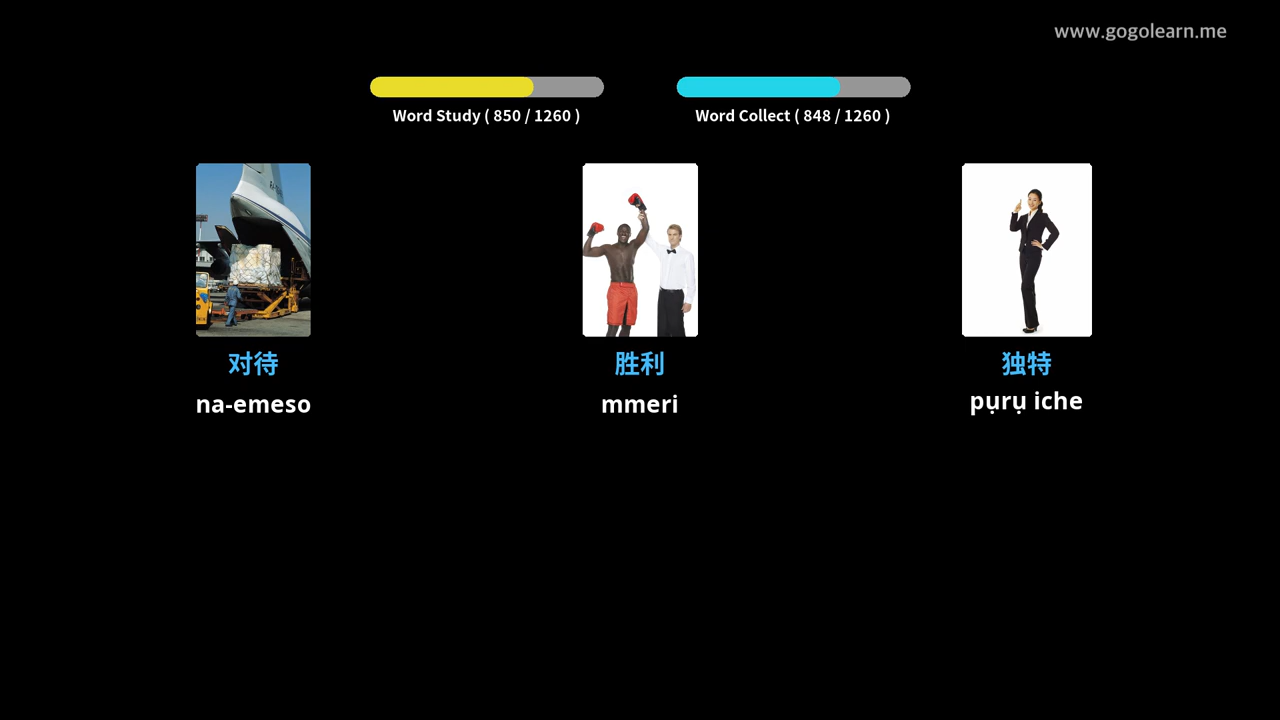 www.gogolearn.me
Word Study ( 850 / 1260 )
Word Collect ( 848 / 1260 )
对待
胜利
独特
na-emeso
mmeri
pụrụ iche